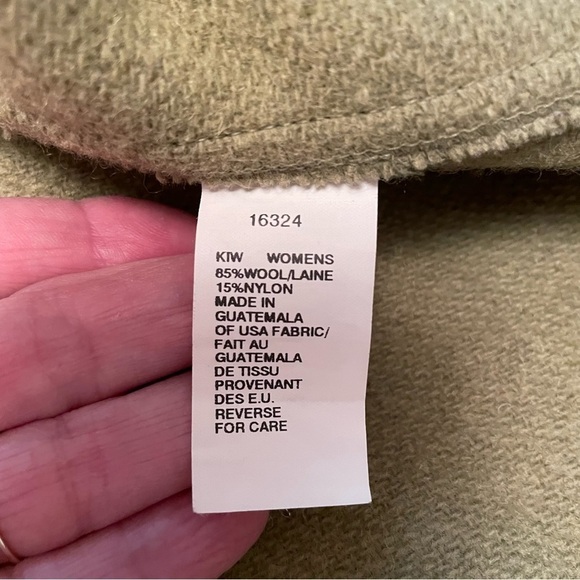 16324
KIW WOMENS
85%WOOL/LAINE
15%NYLON
MADE IN
GUATEMALA
OF USA FABRIC/
FAIT AU
GUATEMALA
DE TISSU
PROVENANT
DES E.U.
REVERSE
FOR CARE